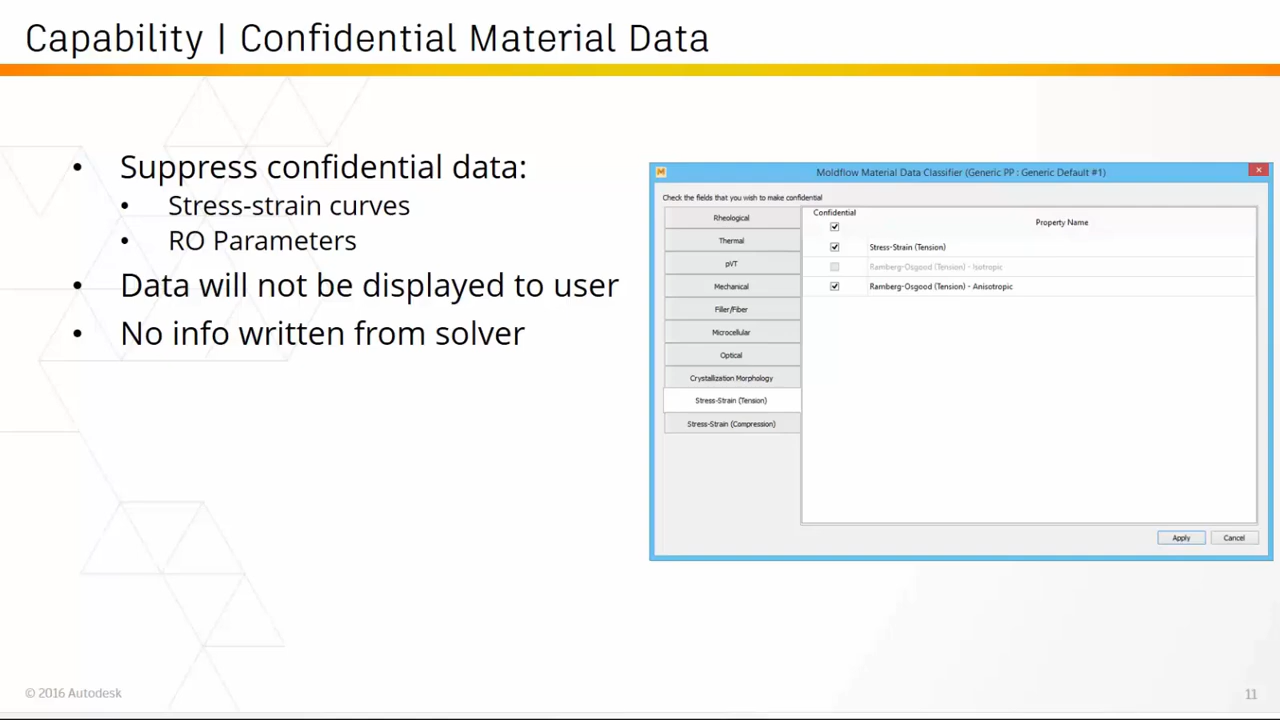 Capability | Confidential Material Data
• Suppress confidential data:
• Stress-strain curves
• RO Parameters
• Data will not be displayed to user
• No info written from solver
Moldflow Material Data Classifier (Generic PP : Generic Default #1)
Check the fields that you wish to make confidential
Rheological
Thermal
pVT
Mechanical
Filler/Fiber
Microcellular
Optical
Crystallization Morphology
Stress-Strain (Tension)
Stress-Strain (Compression)
Confidential
Property Name
Stress-Strain (Tension)
Ramberg-Osgood (Tension) - Isotropic
Ramberg-Osgood (Tension) - Anisotropic
Apply
Cancel
© 2016 Autodesk
11